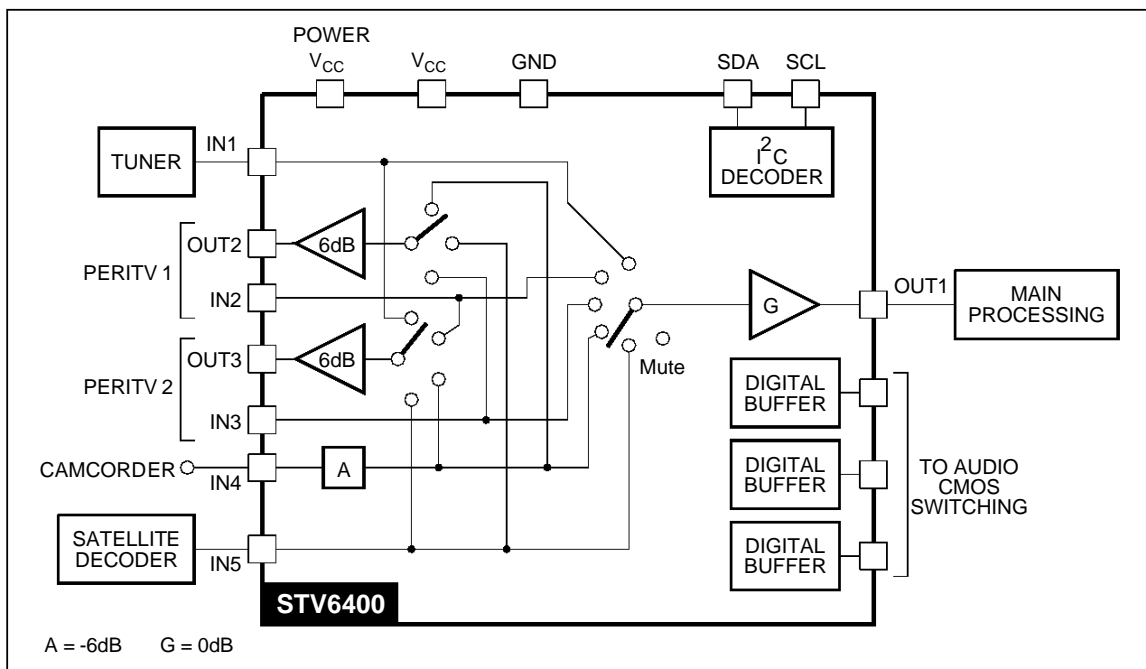 POWER
VCC
VCC
GND
SDA
SCL
TUNER
IN1
I2C
DECODER
PERITV 1
OUT2
6dB
IN2
PERITV 2
OUT3
6dB
IN3
CAMCORDER
IN4
A
SATELLITE
DECODER
IN5
Mute
G
OUT1
MAIN
PROCESSING
DIGITAL
BUFFER
DIGITAL
BUFFER
DIGITAL
BUFFER
TO AUDIO
CMOS
SWITCHING
STV6400
A = -6dB G = 0dB